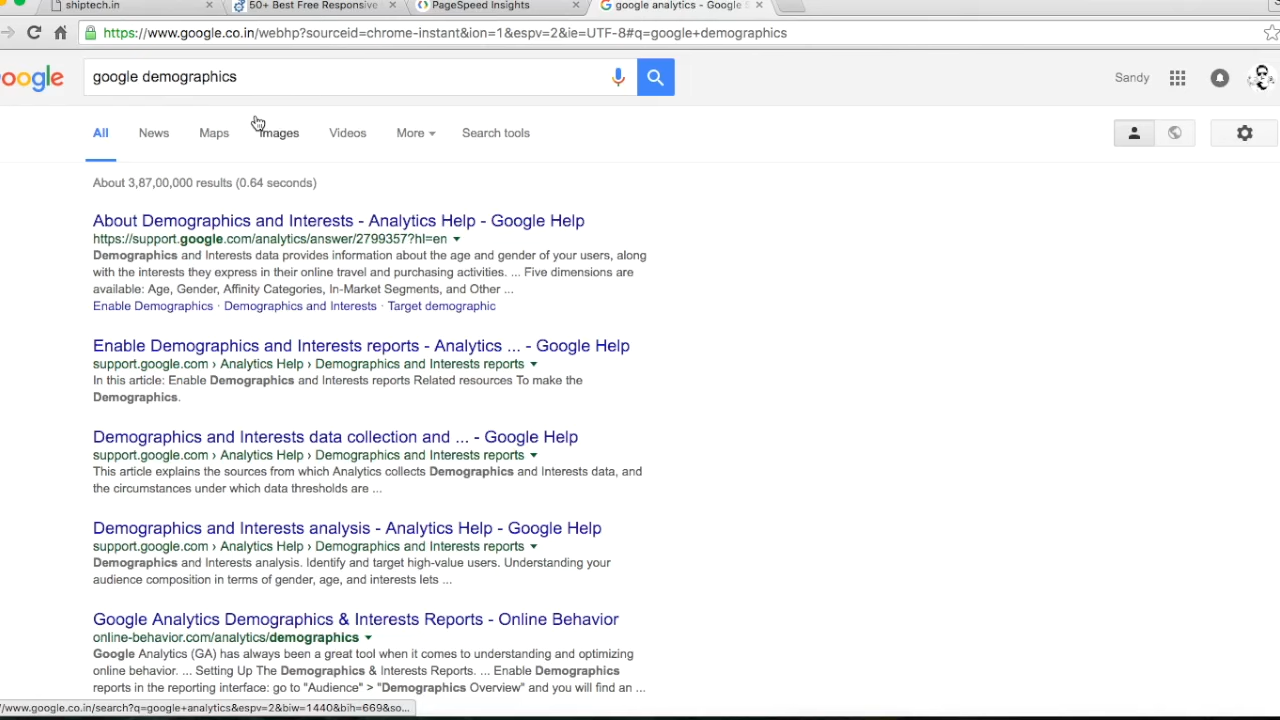 shiptech.in
50+ Best Free Responsive
PageSpeed Insights
google analytics - Google S
https://www.google.co.in/webhp?sourceid=chrome-instant&ion=1&espv=2&ie=UTF-8#q=google+demographics
oogle
google demographics
Sandy
All News Maps Images Videos More Search tools
About 3,87,00,000 results (0.64 seconds)
About Demographics and Interests - Analytics Help - Google Help
https://support.google.com/analytics/answer/2799357?hl=en
Demographics and Interests data provides information about the age and gender of your users, along
with the interests they express in their online travel and purchasing activities. ... Five dimensions are
available: Age, Gender, Affinity Categories, In-Market Segments, and Other ...
Enable Demographics · Demographics and Interests · Target demographic
Enable Demographics and Interests reports - Analytics ... - Google Help
support.google.com › Analytics Help › Demographics and Interests reports
In this article: Enable Demographics and Interests reports Related resources To make the
Demographics.
Demographics and Interests data collection and ... - Google Help
support.google.com › Analytics Help › Demographics and Interests reports
This article explains the sources from which Analytics collects Demographics and Interests data, and
the circumstances under which data thresholds are ...
Demographics and Interests analysis - Analytics Help - Google Help
support.google.com › Analytics Help › Demographics and Interests reports
Demographics and Interests analysis. Identify and target high-value users. Understanding your
audience composition in terms of gender, age, and interests lets ...
Google Analytics Demographics & Interests Reports - Online Behavior
online-behavior.com/analytics/demographics
Google Analytics (GA) has always been a great tool when it comes to understanding and optimizing
online behavior. ... Setting Up The Demographics & Interests Reports. ... Enable Demographics
reports in the reporting interface: go to "Audience" > "Demographics Overview" and you will find an ...
/www.google.co.in/search?q=google+analytics&espv=2&biw=1440&bih=669&so...